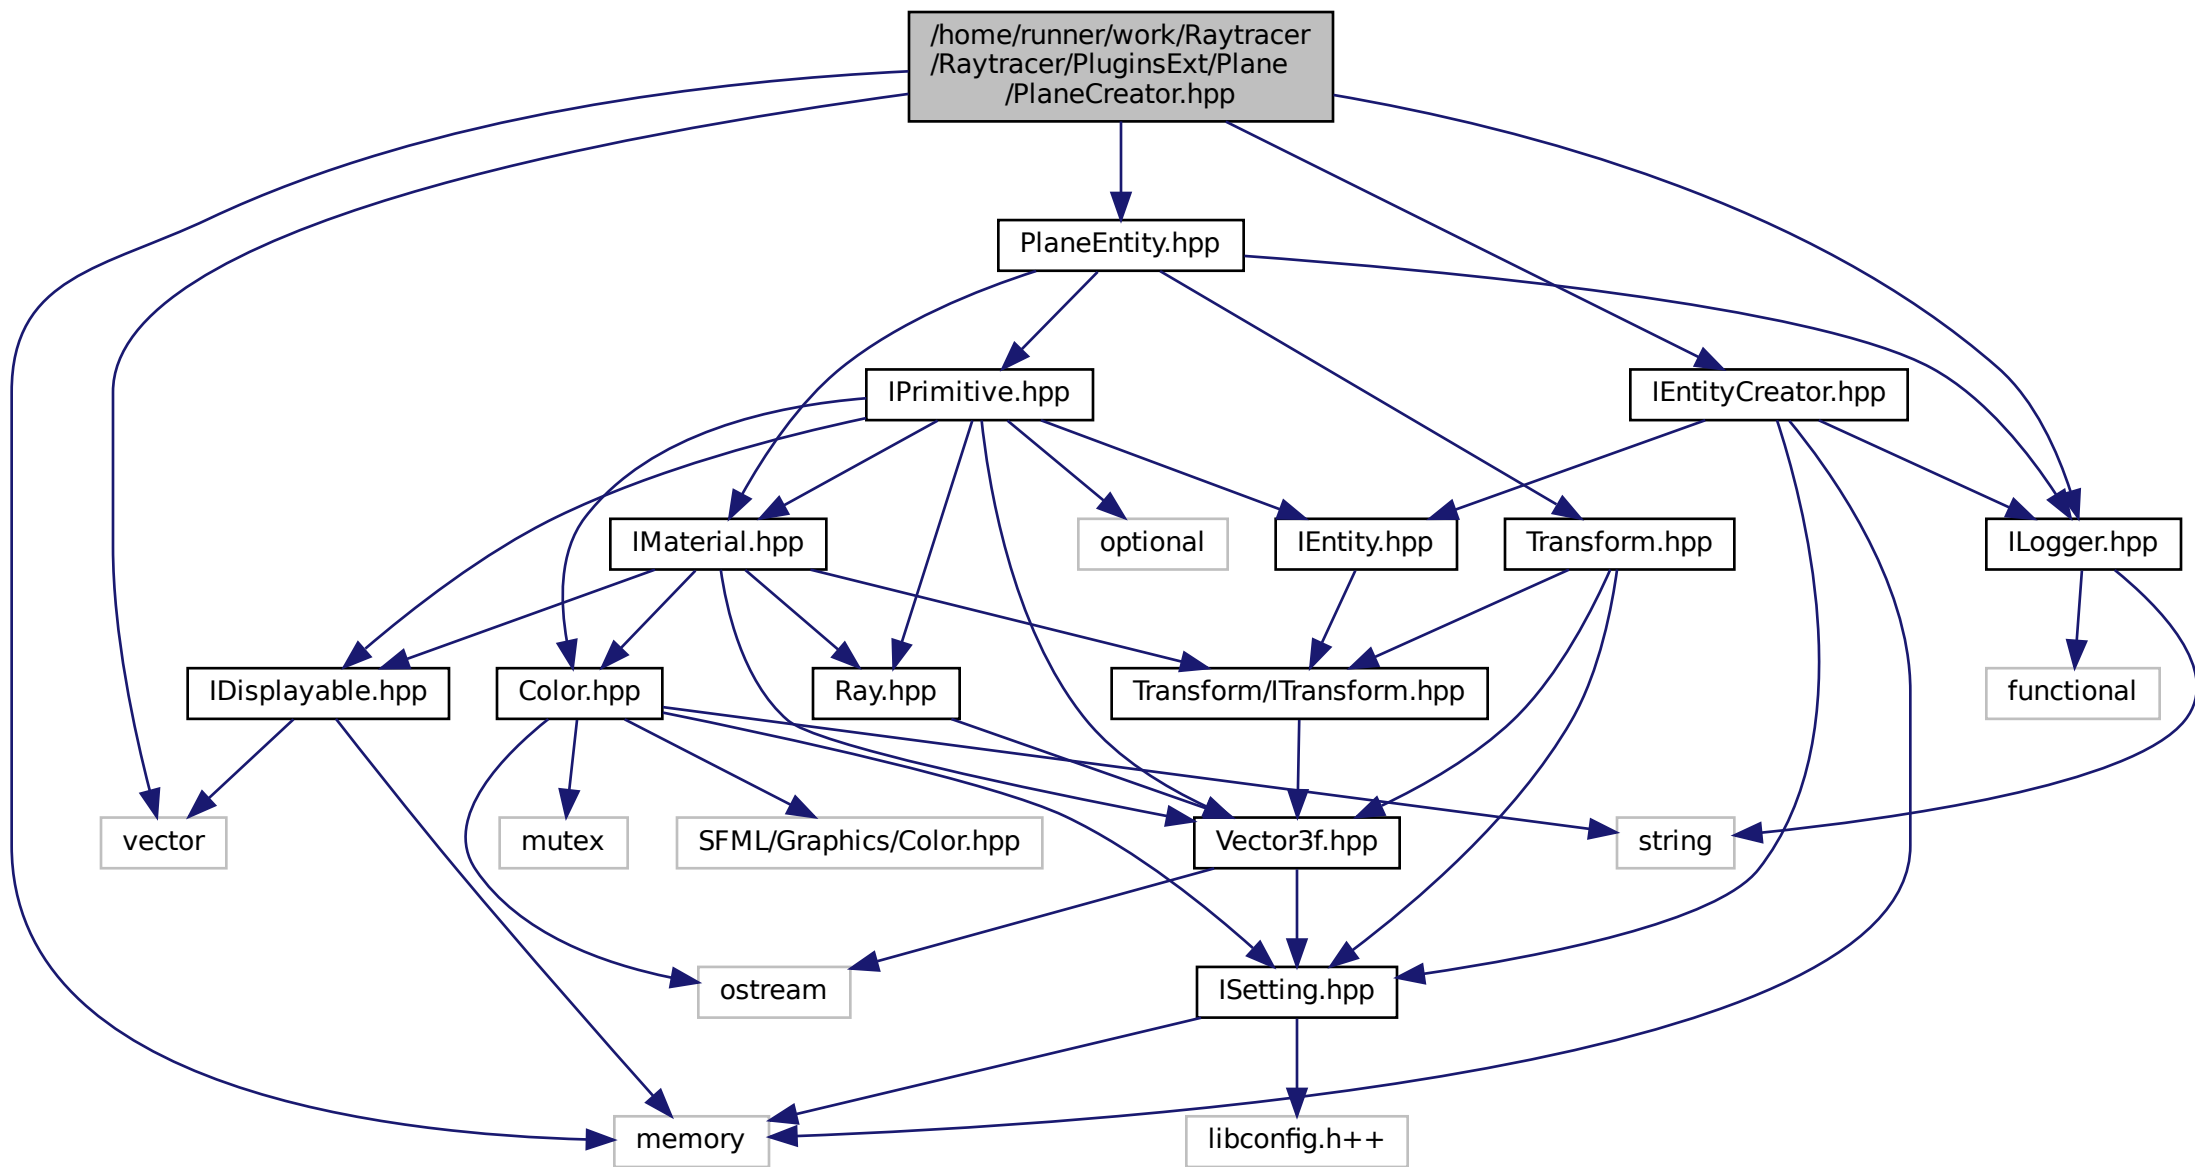 /home/runner/work/Raytracer
/Raytracer/PluginsExt/Plane
/PlaneCreator.hpp
PlaneEntity.hpp
IPrimitive.hpp
IEntityCreator.hpp
IMaterial.hpp
optional
IEntity.hpp
Transform.hpp
ILogger.hpp
IDisplayable.hpp
Color.hpp
Ray.hpp
Transform/ITransform.hpp
functional
vector
mutex
SFML/Graphics/Color.hpp
Vector3f.hpp
string
ostream
ISetting.hpp
memory
libconfig.h++